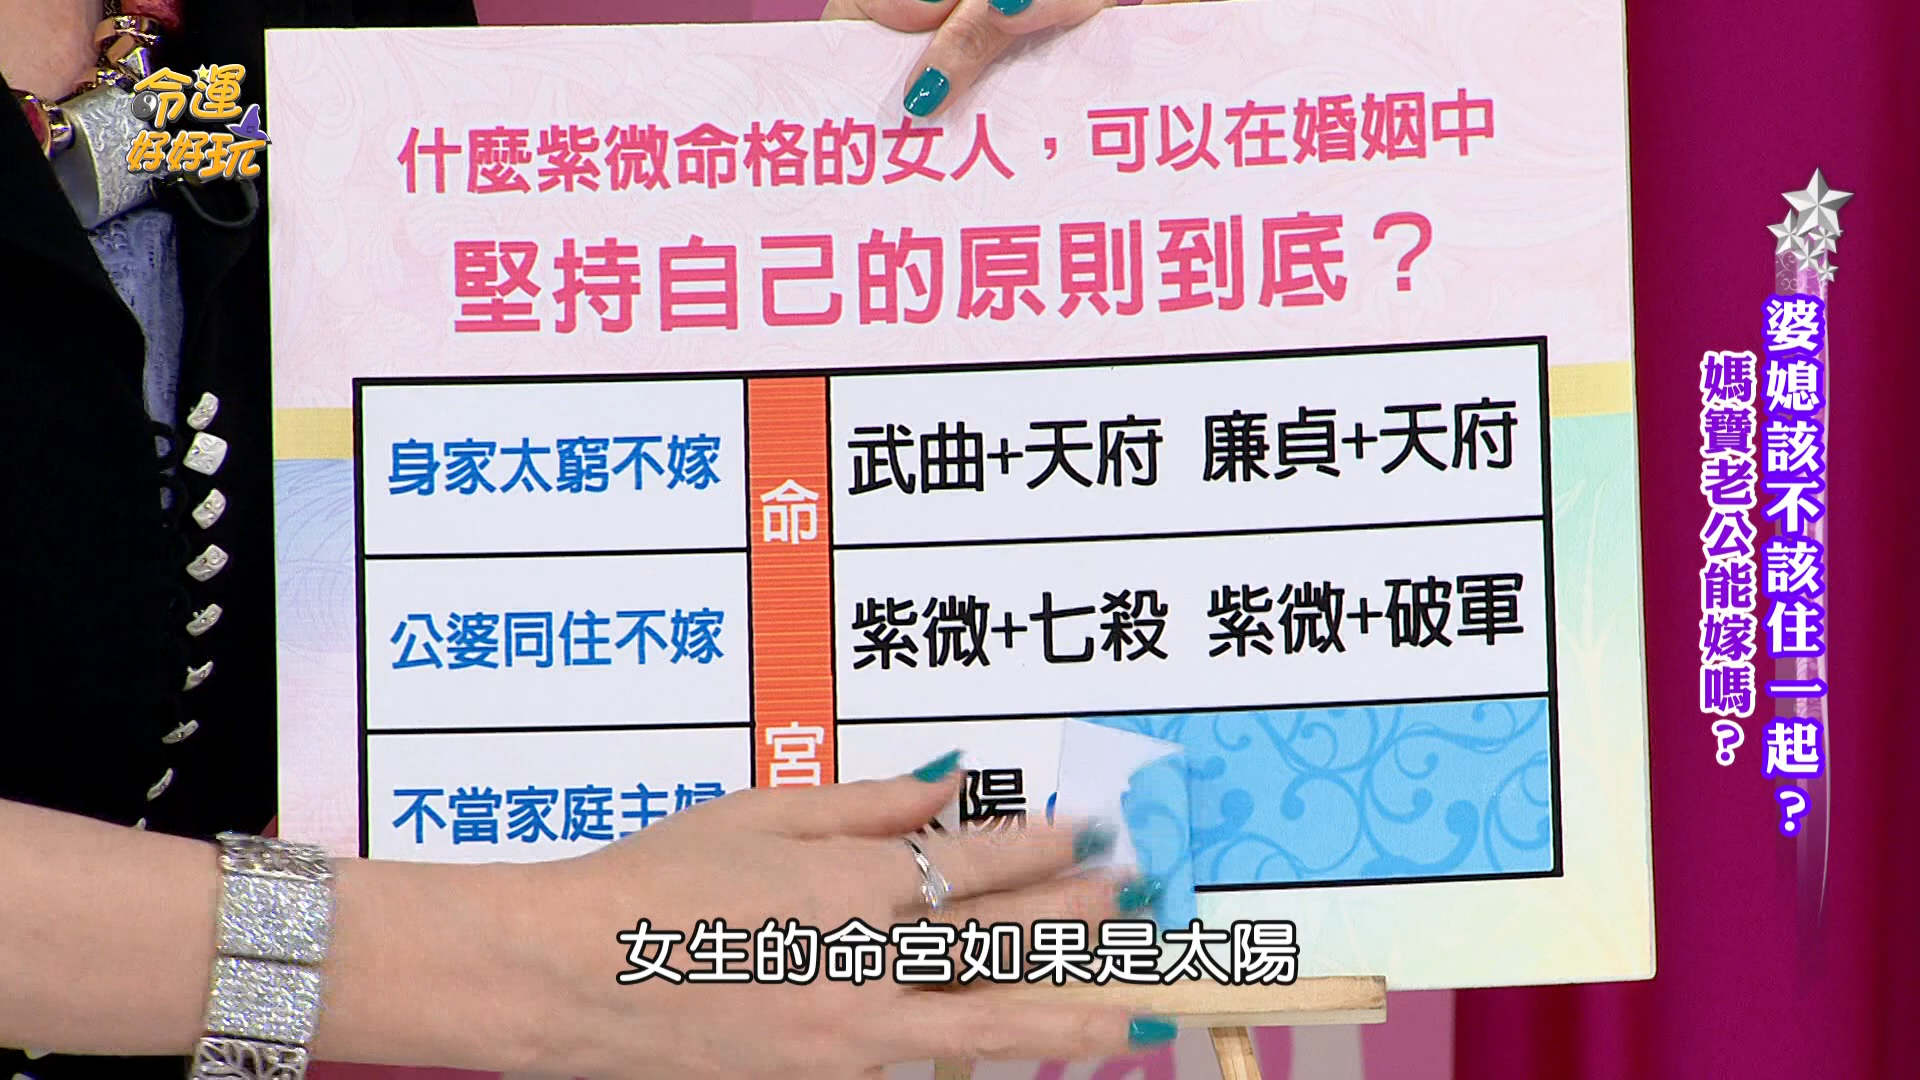 命運
好好玩
什麼紫微命格的女人，可以在婚姻中
堅持自己的原則到底？
身家太窮不嫁
命宮
武曲+天府 廉貞+天府
公婆同住不嫁
紫微+七殺 紫微+破軍
不當家庭主婦
陽
婆媳該不該住一起？
媽寶老公能嫁嗎？
女生的命宮如果是太陽